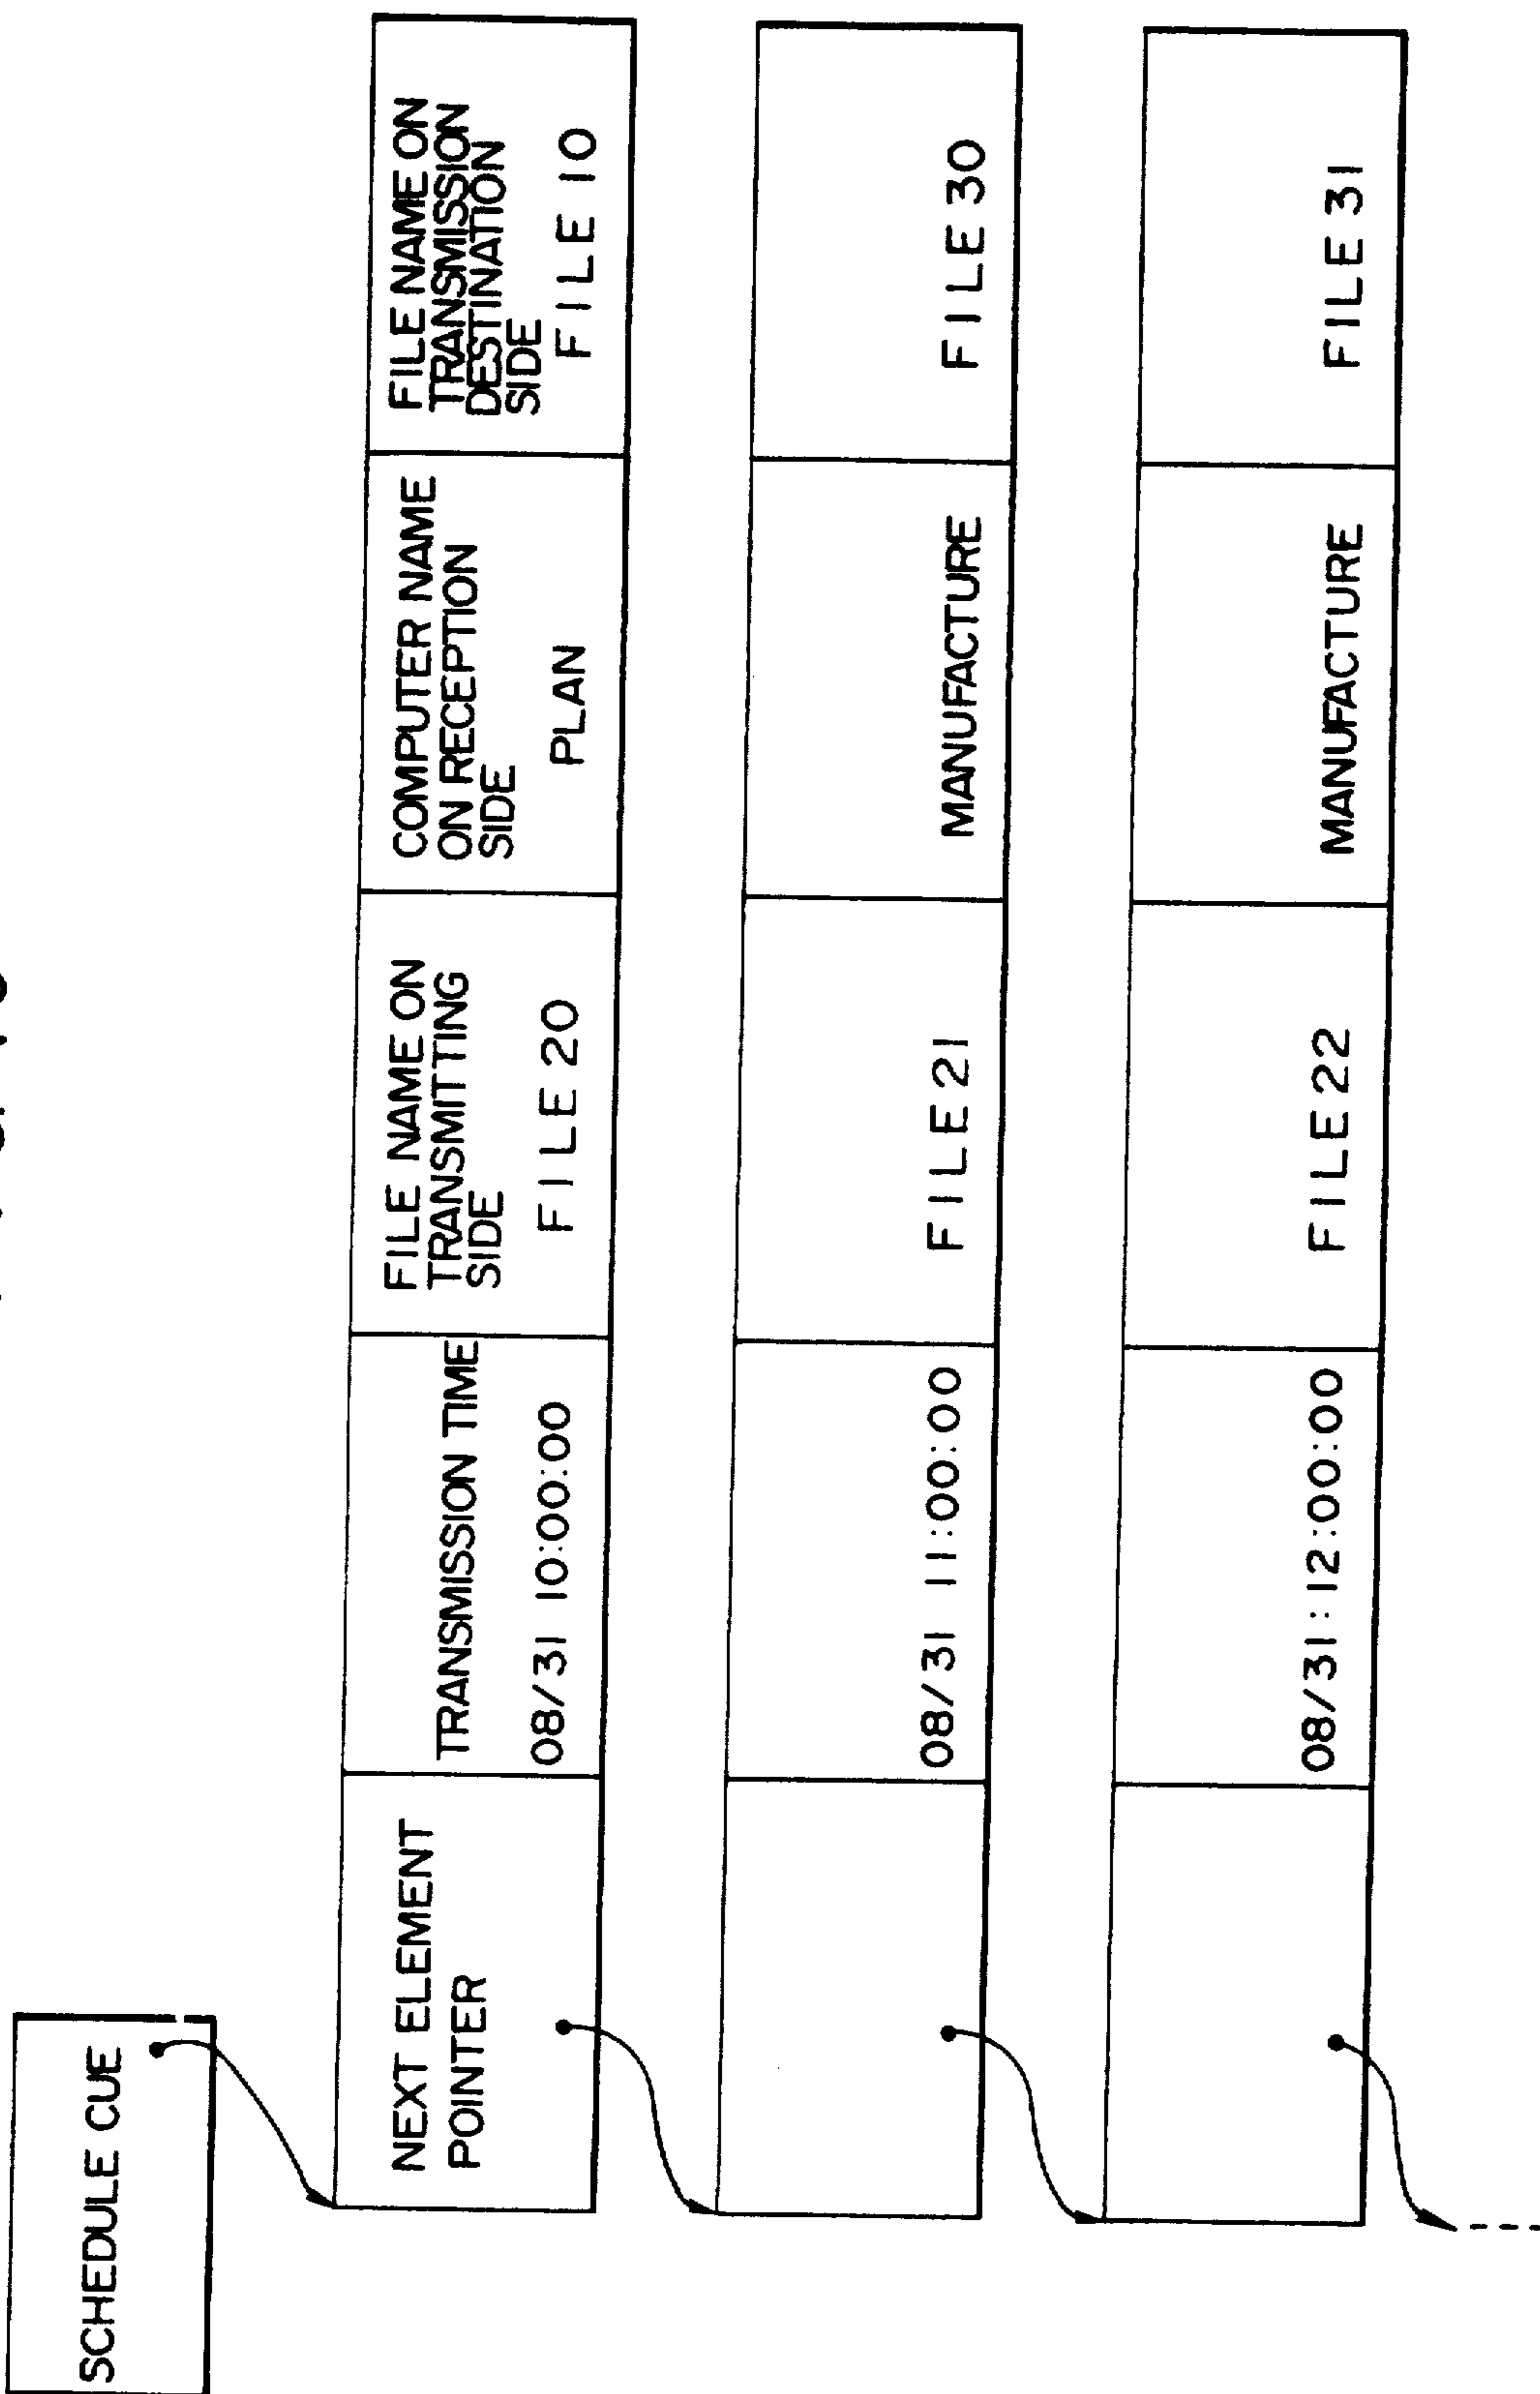 SCHEDULE CUE
NEXT ELEMENT
POINTER
TRANSMISSION TIME
08/31 10:00:00
FILE NAME ON
TRANSMITTING
SIDE
FILE 20
COMPUTER NAME
ON RECEPTION
SIDE
PLAN
FILE NAME ON
TRANSMISSION
DESTINATION
SIDE
FILE 10
08/31 11:00:00
FILE 21
MANUFACTURE
FILE 30
08/31:12:00:00
FILE 22
MANUFACTURE
FILE 31